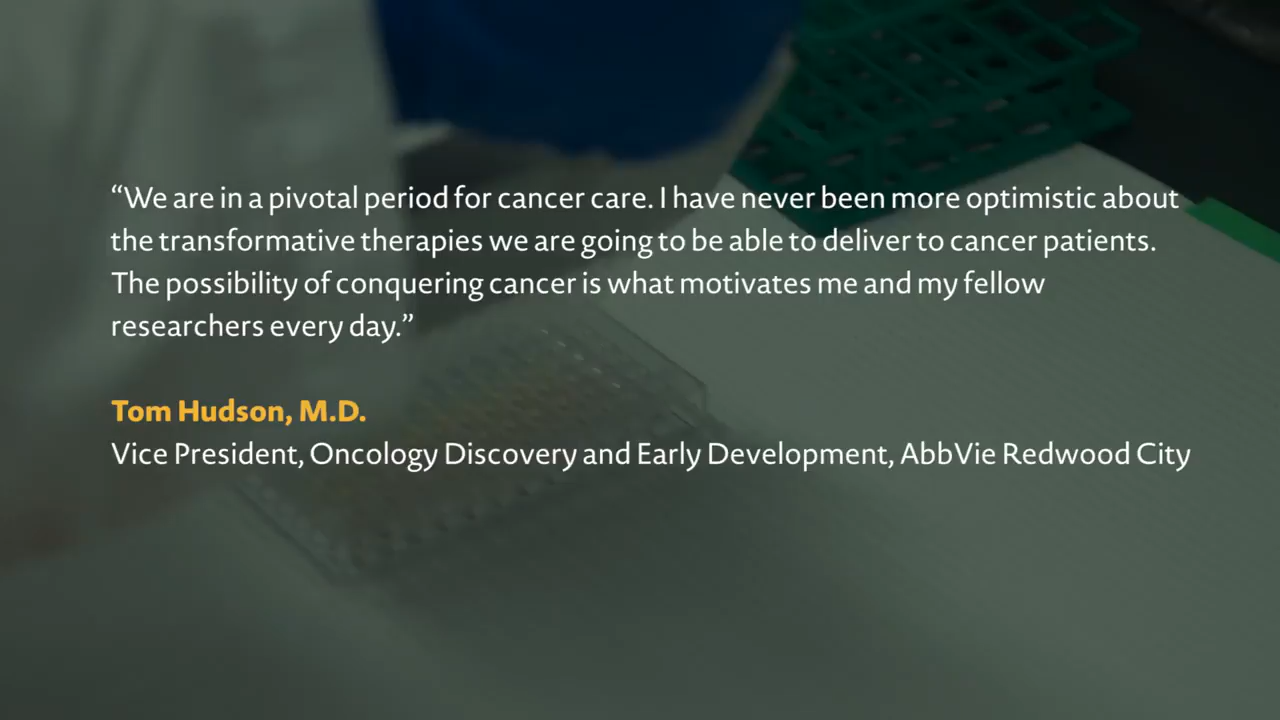 “We are in a pivotal period for cancer care. I have never been more optimistic about
the transformative therapies we are going to be able to deliver to cancer patients.
The possibility of conquering cancer is what motivates me and my fellow
researchers every day.”
Tom Hudson, M.D.
Vice President, Oncology Discovery and Early Development, AbbVie Redwood City